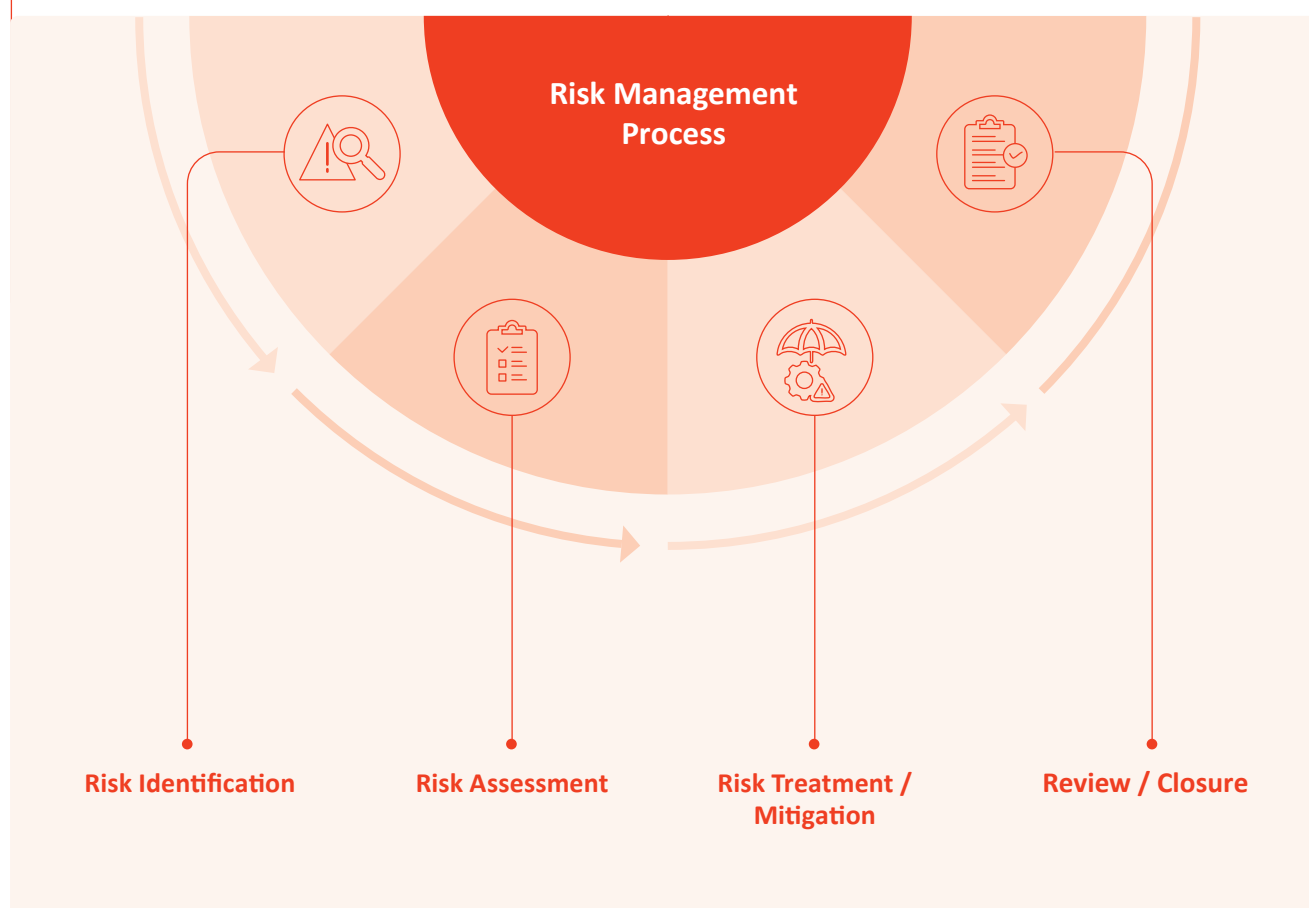 Risk Management
Process
Risk Identification
Risk Assessment
Risk Treatment /
Mitigation
Review / Closure